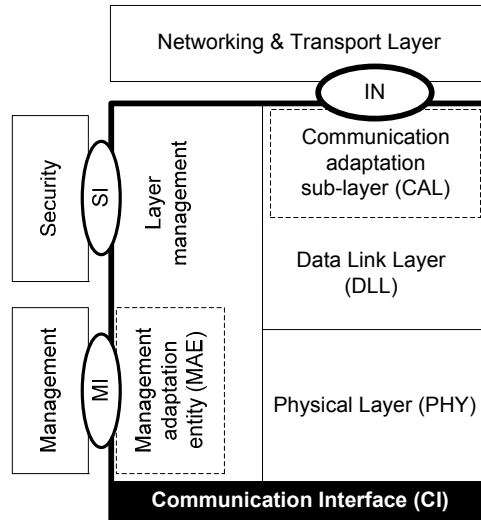 Networking & Transport Layer
IN
Communication
adaptation
sub-layer (CAL)
Security
SI
Layer
management
Data Link Layer
(DLL)
Management
MI
Management
adaptation
entity (MAE)
Physical Layer (PHY)
Communication Interface (CI)